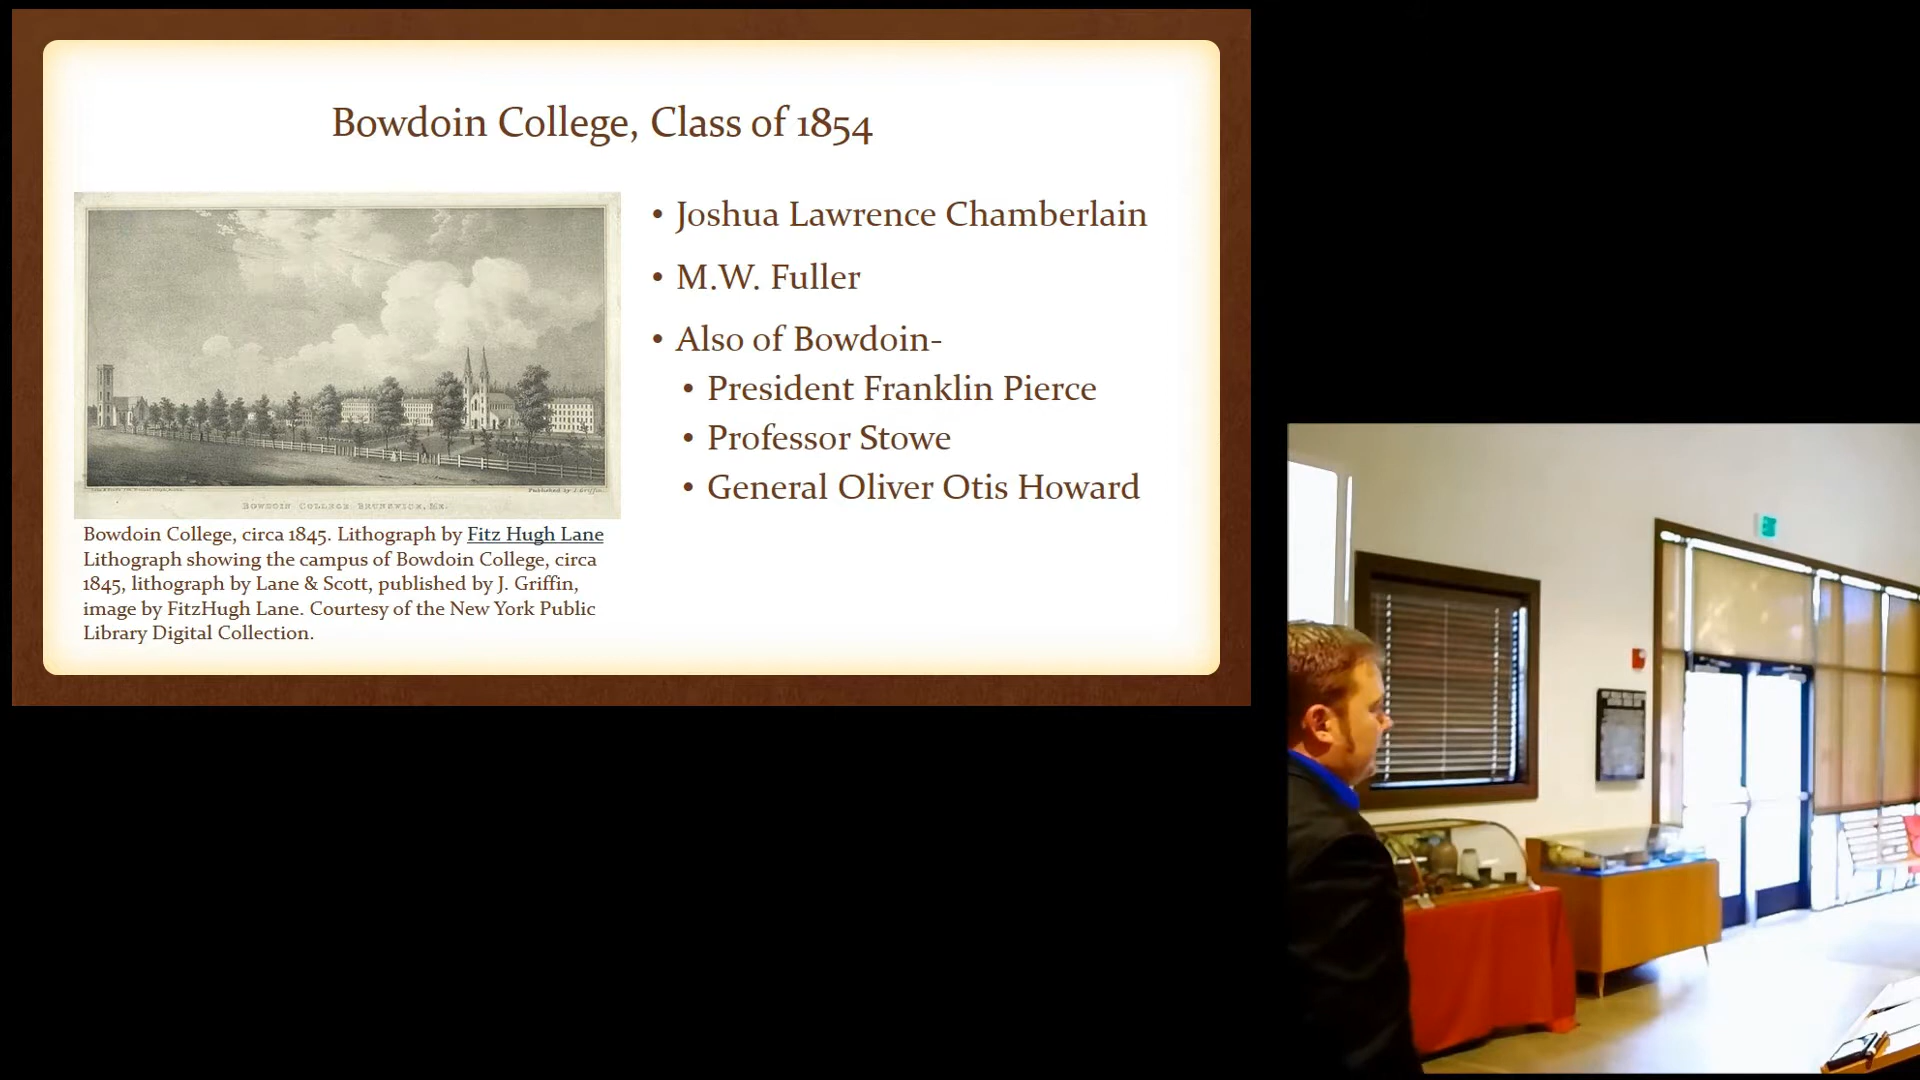 Bowdoin College, Class of 1854
BOWDOIN COLLEGE BRUNSWICK, ME.
Bowdoin College, circa 1845. Lithograph by Fitz Hugh Lane
Lithograph showing the campus of Bowdoin College, circa
1845, lithograph by Lane & Scott, published by J. Griffin,
image by FitzHugh Lane. Courtesy of the New York Public
Library Digital Collection.
• Joshua Lawrence Chamberlain
• M.W. Fuller
• Also of Bowdoin-
• President Franklin Pierce
• Professor Stowe
• General Oliver Otis Howard